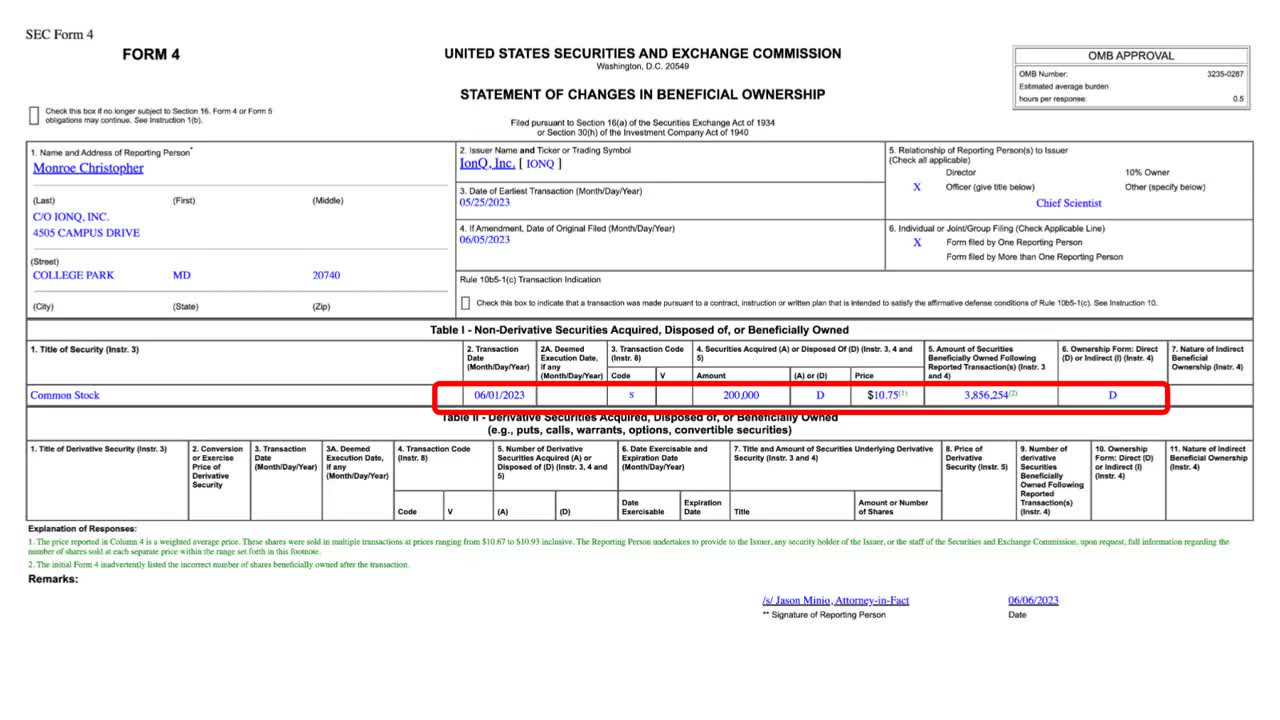 SEC Form 4
FORM 4
UNITED STATES SECURITIES AND EXCHANGE COMMISSION
Washington, D.C. 20549
STATEMENT OF CHANGES IN BENEFICIAL OWNERSHIP
Filed pursuant to Section 16(a) of the Securities Exchange Act of 1934
or Section 30(h) of the Investment Company Act of 1940
OMB APPROVAL
OMB Number: 3235-0287
Estimated average burden
hours per response: 0.5
Check this box if no longer subject to Section 16. Form 4 or Form 5
obligations may continue. See Instruction 1(b).
1. Name and Address of Reporting Person*
Monroe Christopher
(Last) (First) (Middle)
C/O IONQ, INC.
4505 CAMPUS DRIVE
(Street)
COLLEGE PARK MD 20740
(City) (State) (Zip)
2. Issuer Name and Ticker or Trading Symbol
IonQ, Inc. [ IONQ ]
3. Date of Earliest Transaction (Month/Day/Year)
05/25/2023
4. If Amendment, Date of Original Filed (Month/Day/Year)
06/05/2023
5. Relationship of Reporting Person(s) to Issuer
(Check all applicable)
Director 10% Owner
X Officer (give title below) Other (specify below)
Chief Scientist
6. Individual or Joint/Group Filing (Check Applicable Line)
X Form filed by One Reporting Person
Form filed by More than One Reporting Person
Rule 10b5-1(c) Transaction Indication
Check this box to indicate that a transaction was made pursuant to a contract, instruction or written plan that is intended to satisfy the affirmative defense conditions of Rule 10b5-1(c). See Instruction 10.
Table I - Non-Derivative Securities Acquired, Disposed of, or Beneficially Owned
1. Title of Security (Instr. 3)
2. Transaction
Date
(Month/Day/Year)
2A. Deemed
Execution Date,
if any
(Month/Day/Year)
3. Transaction Code
(Instr. 8)
Code V
4. Securities Acquired (A) or Disposed Of (D) (Instr. 3, 4 and
5)
Amount (A) or (D) Price
5. Amount of Securities
Beneficially Owned Following
Reported Transaction(s) (Instr. 3
and 4)
6. Ownership Form: Direct
(D) or Indirect (I) (Instr. 4)
7. Nature of Indirect
Beneficial
Ownership (Instr. 4)
Common Stock 06/01/2023 S 200,000 D $10.75(1) 3,856,254(2) D
Table II - Derivative Securities Acquired, Disposed of, or Beneficially Owned
(e.g., puts, calls, warrants, options, convertible securities)
1. Title of Derivative Security (Instr. 3)
2. Conversion
or Exercise
Price of
Derivative
Security
3. Transaction
Date
(Month/Day/Year)
3A. Deemed
Execution Date,
if any
(Month/Day/Year)
4. Transaction Code
(Instr. 8)
Code V
5. Number of Derivative
Securities Acquired (A) or
Disposed of (D) (Instr. 3, 4 and
5)
(A) (D)
6. Date Exercisable and
Expiration Date
(Month/Day/Year)
Date
Exercisable
Expiration
Date
7. Title and Amount of Securities Underlying Derivative
Security (Instr. 3 and 4)
Title
Amount or Number
of Shares
8. Price of
Derivative
Security (Instr. 5)
9. Number of
derivative
Securities
Beneficially
Owned Following
Reported
Transaction(s)
(Instr. 4)
10. Ownership
Form: Direct (D)
or Indirect (I)
(Instr. 4)
11. Nature of Indirect
Beneficial Ownership
(Instr. 4)
Explanation of Responses:
1. The price reported in Column 4 is a weighted average price. These shares were sold in multiple transactions at prices ranging from $10.67 to $10.93 inclusive. The Reporting Person undertakes to provide to the Issuer, any security holder of the Issuer, or the staff of the Securities and Exchange Commission, upon request, full information regarding the
number of shares sold at each separate price within the range set forth in this footnote.
2. The initial Form 4 inadvertently listed the incorrect number of shares beneficially owned after the transaction.
Remarks:
/s/ Jason Minio, Attorney-in-Fact 06/06/2023
** Signature of Reporting Person Date